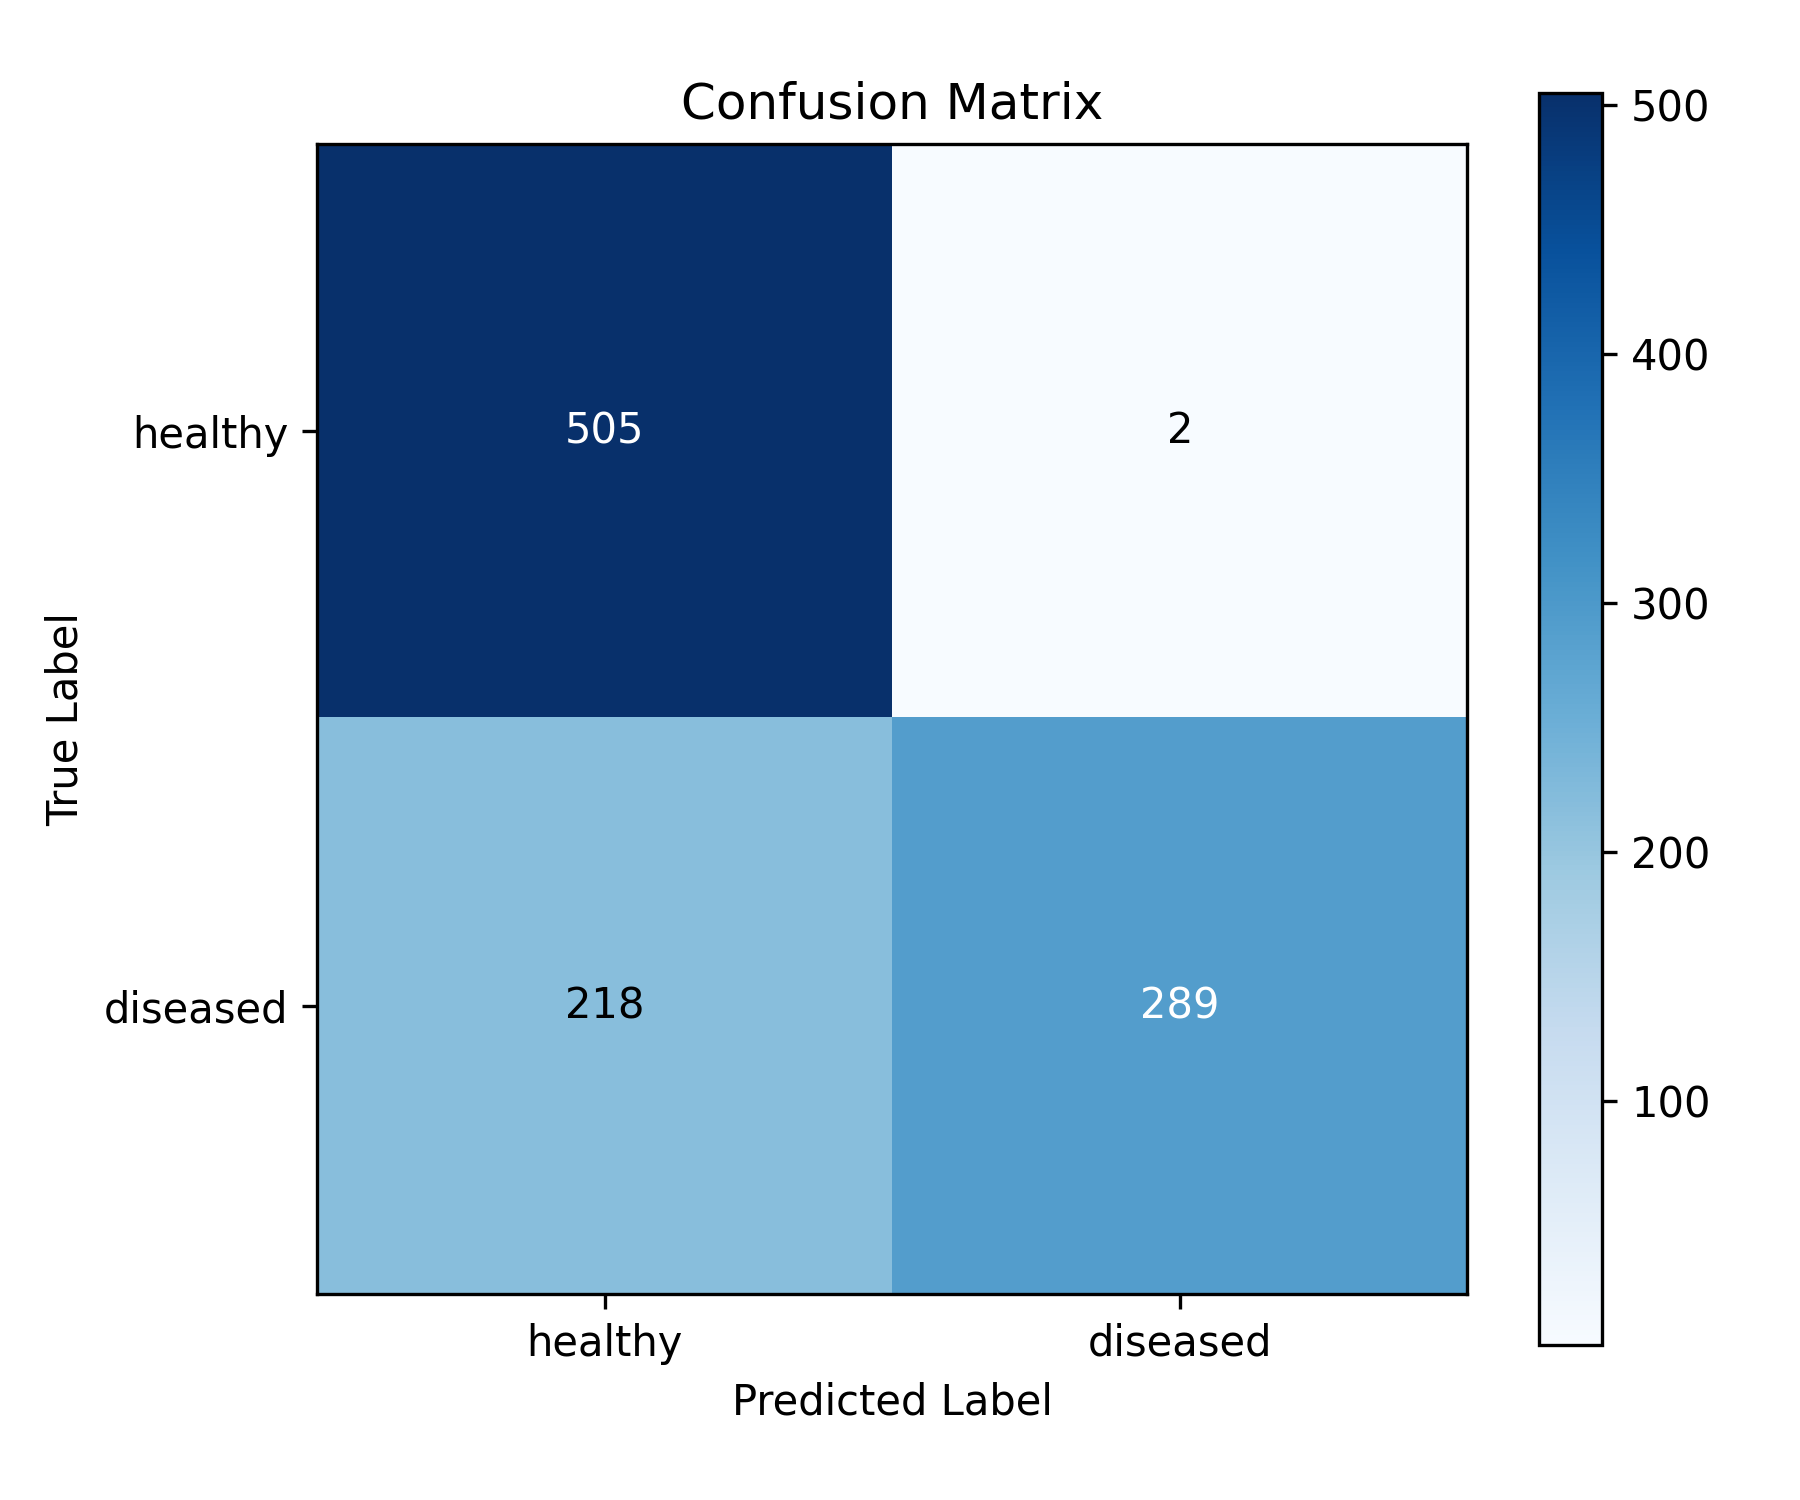 Confusion Matrix
500
400
300
200
100
True Label
healthy
diseased
505
2
218
289
healthy
diseased
Predicted Label